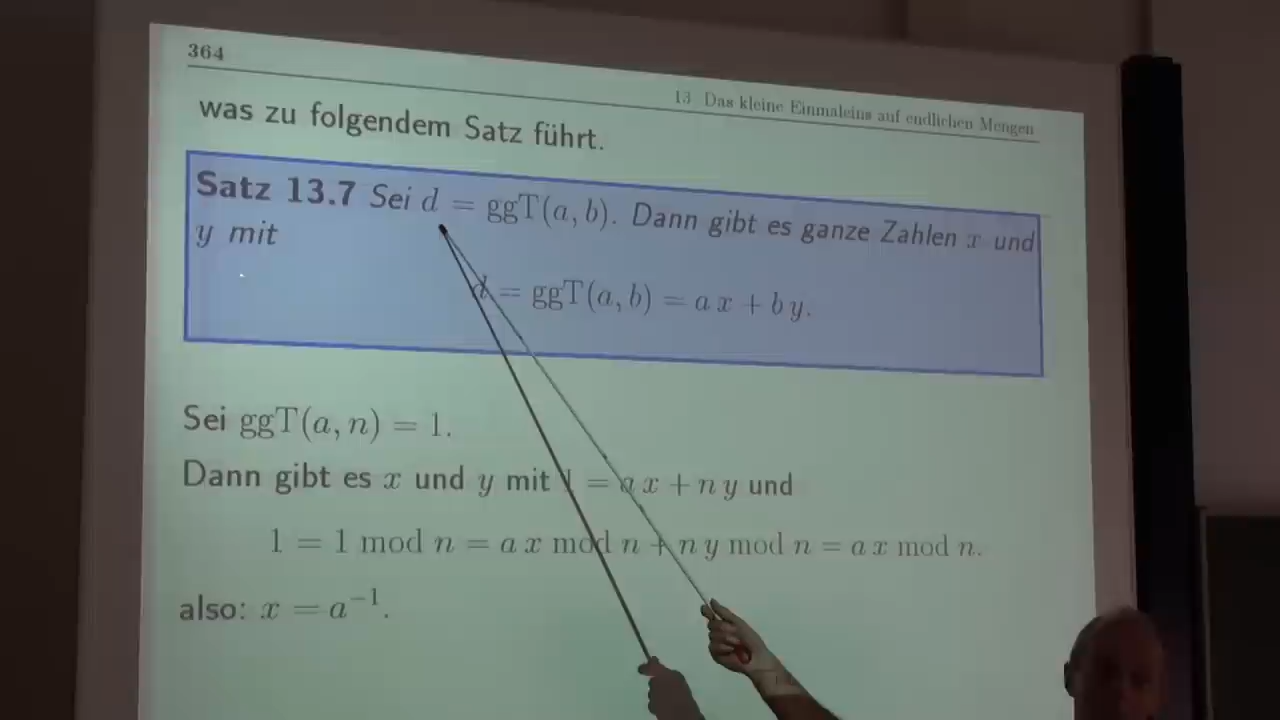 364
13 Das kleine Einmaleins auf endlichen Mengen
was zu folgendem Satz führt.
Satz 13.7 Sei d = ggT(a, b). Dann gibt es ganze Zahlen x und
y mit
d = ggT(a, b) = a x + b y.
Sei ggT(a, n) = 1.
Dann gibt es x und y mit 1 = a x + n y und
1 = 1 mod n = a x mod n + n y mod n = a x mod n.
also: x = a⁻¹.